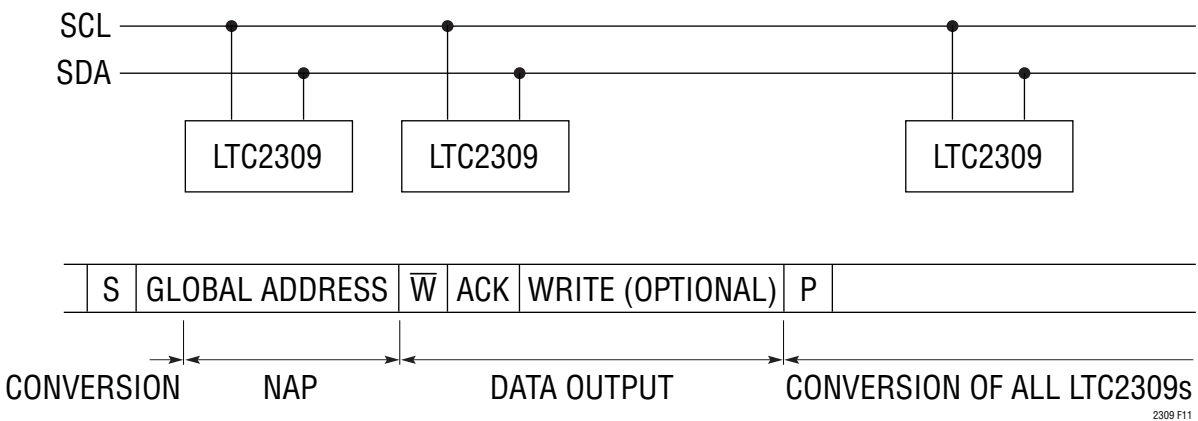 SCL
SDA
LTC2309 LTC2309 LTC2309
S GLOBAL ADDRESS W̅ ACK WRITE (OPTIONAL) P
CONVERSION NAP DATA OUTPUT CONVERSION OF ALL LTC2309s
2309 F11